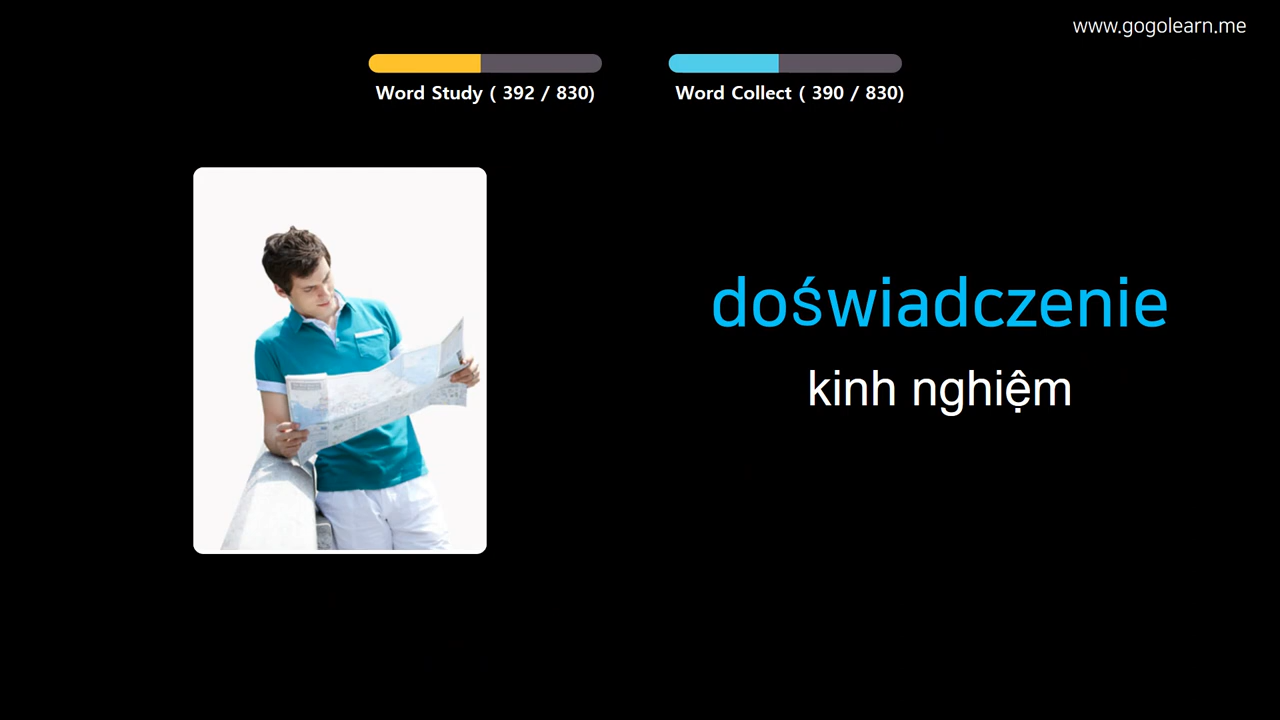 www.gogolearn.me
Word Study ( 392 / 830)
Word Collect ( 390 / 830)
doświadczenie
kinh nghiệm